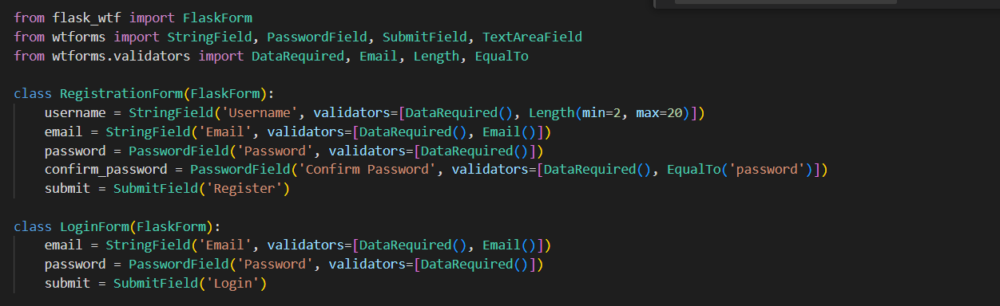 from flask_wtf import FlaskForm
from wtforms import StringField, PasswordField, SubmitField, TextAreaField
from wtforms.validators import DataRequired, Email, Length, EqualTo

class RegistrationForm(FlaskForm):
    username = StringField('Username', validators=[DataRequired(), Length(min=2, max=20)])
    email = StringField('Email', validators=[DataRequired(), Email()])
    password = PasswordField('Password', validators=[DataRequired()])
    confirm_password = PasswordField('Confirm Password', validators=[DataRequired(), EqualTo('password')])
    submit = SubmitField('Register')

class LoginForm(FlaskForm):
    email = StringField('Email', validators=[DataRequired(), Email()])
    password = PasswordField('Password', validators=[DataRequired()])
    submit = SubmitField('Login')